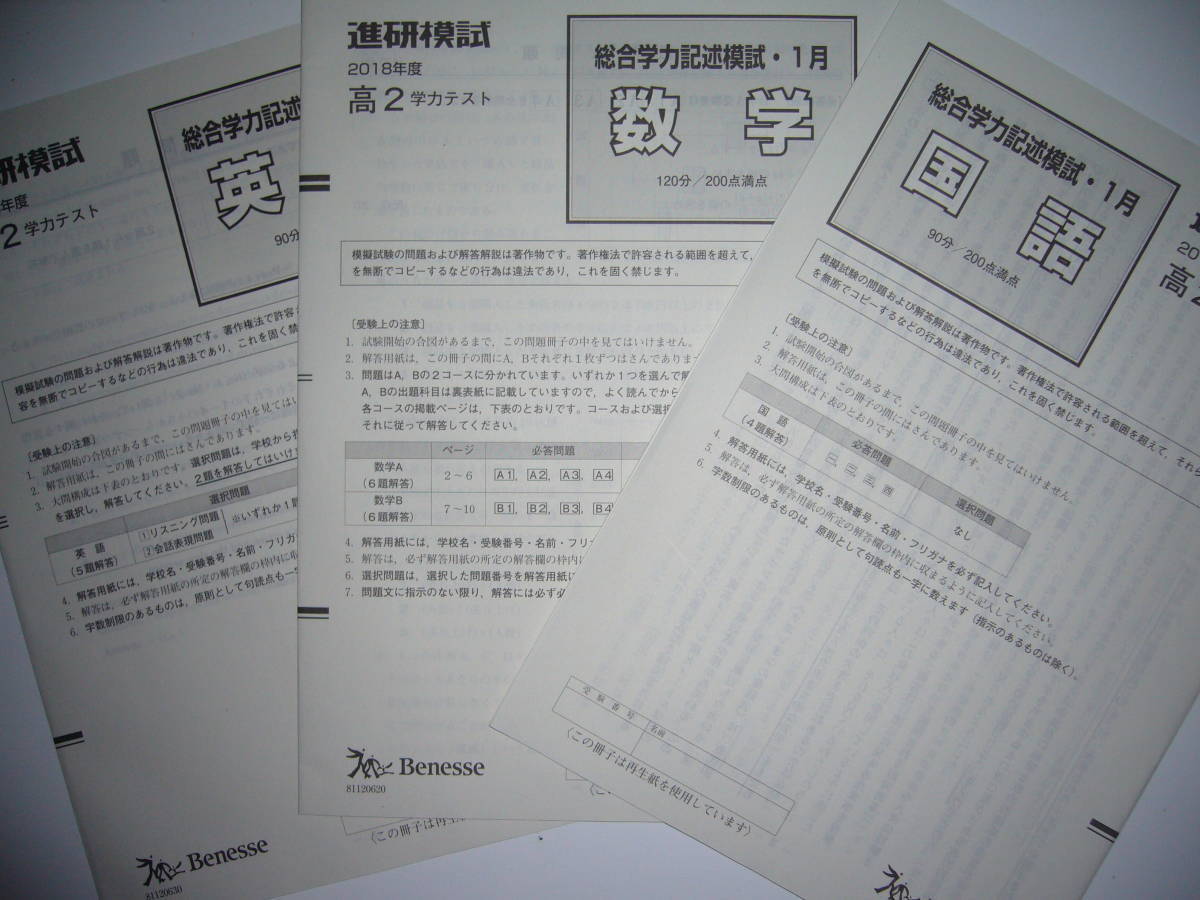 研模試
年度
2 学力テスト
総合学力記述
英
90分
模擬試験の問題および解答解説は著作物です。著作権法で許容
容を無断でコピーするなどの行為は違法であり、これを固く禁じ
〔受験上の注意〕
1. 試験開始の合図があるまで，この問題冊子の中を見てはい
2. 解答用紙は，この冊子の間にはさんであります。
3. 大問構成は下表のとおりです。選択問題は，学校から
を選択し，解答してください。2題を解答してはいけ
選択問題
英 語
（5題解答）
1 リスニング問題
2 会話表現問題
※いずれか1
4. 解答用紙には，学校名・受験番号・名前・フリガ
5. 解答は，必ず解答用紙の所定の解答欄の枠内に収
6. 字数制限のあるものは，原則として句読点も一字
（この冊子は再生
Benesse
81120630
進研模試
2018年度
高2 学力テスト
総合学力記述模試・1月
数 学
120分／200点満点
模擬試験の問題および解答解説は著作物です。著作権法で許容される範囲を超えて，
を無断でコピーするなどの行為は違法であり、これを固く禁じます。
〔受験上の注意〕
1. 試験開始の合図があるまで，この問題冊子の中を見てはいけません。
2. 解答用紙は，この冊子の間にA，Bそれぞれ1枚ずつはさんでありま
3. 問題はA，Bの2コースに分かれています。いずれか1つを選んで
A，Bの出題科目は裏表紙に記載していますので，よく読んでから
各コースの掲載ページは，下表のとおりです。コースおよび選択
それに従って解答してください。
ページ 必答問題
数学A
（6題解答）
2～6 A1，A2，A3，A4
数学B
（6題解答）
7～10 B1，B2，B3，B4
4. 解答用紙には，学校名・受験番号・名前・フリ
5. 解答は，必ず解答用紙の所定の解答欄の枠内に
6. 選択問題は，選択した問題番号を解答用紙に
7. 問題文に指示のない限り，解答には必ず
Benesse
81120620
総合学力記述模試・1月
国 語
90分／200点満点
201
高2
模擬試験の問題および解答解説は著作物です。著作権法で許容される範囲を超えて，それ
を無断でコピーするなどの行為は違法であり，これを固く禁じます。
〔受験上の注意〕
1. 試験開始の合図があるまで，この問題冊子の中を見てはいけません。
2. 解答用紙は，この冊子の間にはさんであります。
3. 大問構成は下表のとおりです。
必答問題 選択問題
国 語
（4題解答）
一，二，三，四 なし
4. 解答用紙には，学校名・受験番号・名前・フリガナを必ず記入してください。
5. 解答は，必ず解答用紙の所定の解答欄の枠内に収まるように記入してください。
6. 字数制限のあるものは，原則として句読点も一字に数えます（指示のあるものは除く）。
受験番号 名前
（この冊子は再生紙を使用しています）